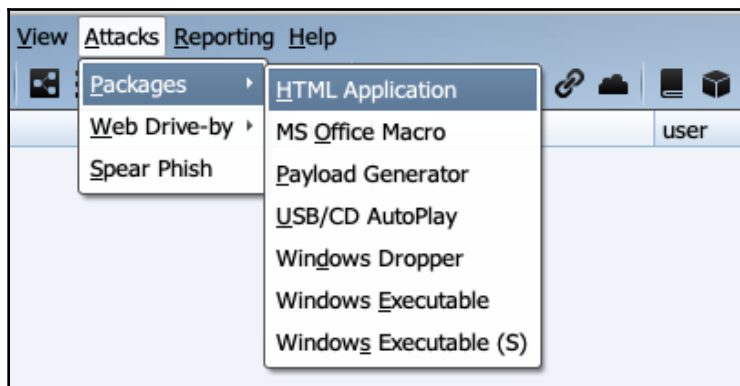 View Attacks Reporting Help
Packages
HTML Application
user
Web Drive-by
MS Office Macro
Spear Phish
Payload Generator
USB/CD AutoPlay
Windows Dropper
Windows Executable
Windows Executable (S)